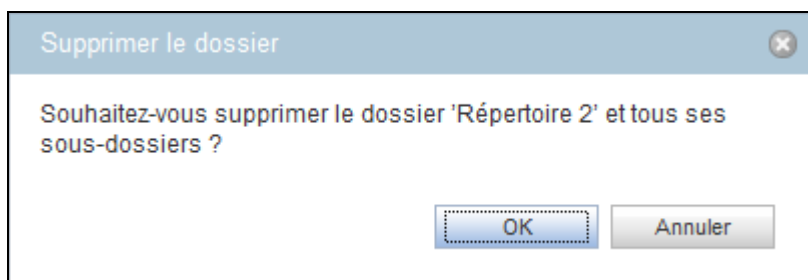 Supprimer le dossier
Souhaitez-vous supprimer le dossier 'Répertoire 2' et tous ses
sous-dossiers ?
OK
Annuler